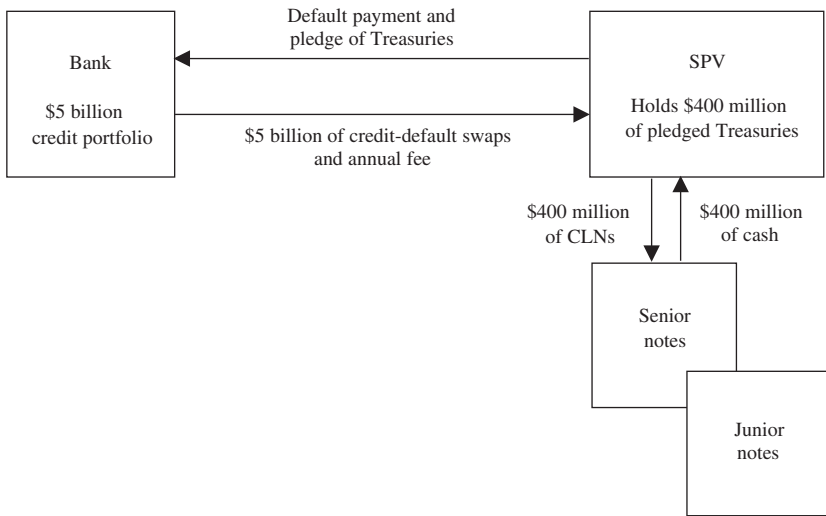 Default payment and
pledge of Treasuries
Bank
$5 billion
credit portfolio
SPV
Holds $400 million
of pledged Treasuries
$5 billion of credit-default swaps
and annual fee
$400 million
of CLNs
$400 million
of cash
Senior
notes
Junior
notes